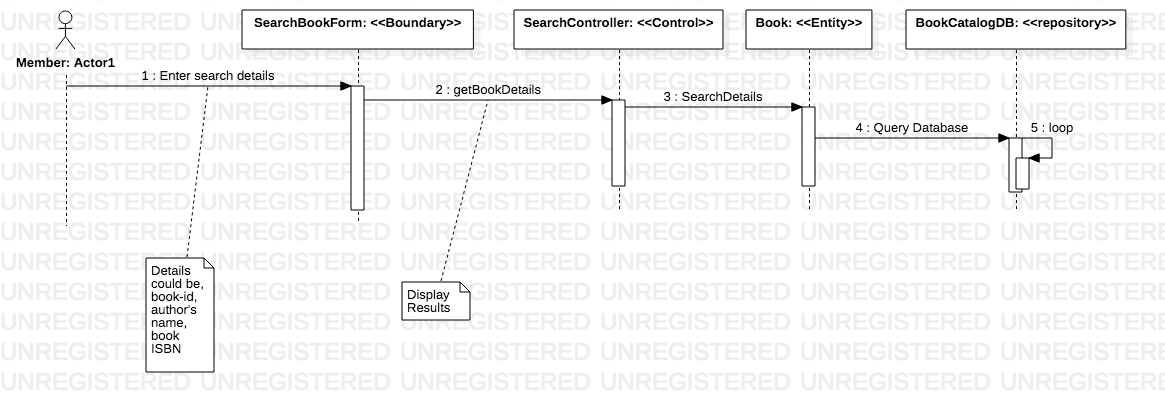 SearchBookForm: <<Boundary>>
SearchController: <<Control>>
Book: <<Entity>>
BookCatalogDB: <<repository>>
Member: Actor1
1 : Enter search details
2 : getBookDetails
3 : SearchDetails
4 : Query Database
5 : loop
Details
could be,
book-id,
author's
name,
book
ISBN
Display
Results
UNREGISTERED UNREGISTERED UNREGISTERED UNREGISTERED UNREGISTERED UNREGISTERED